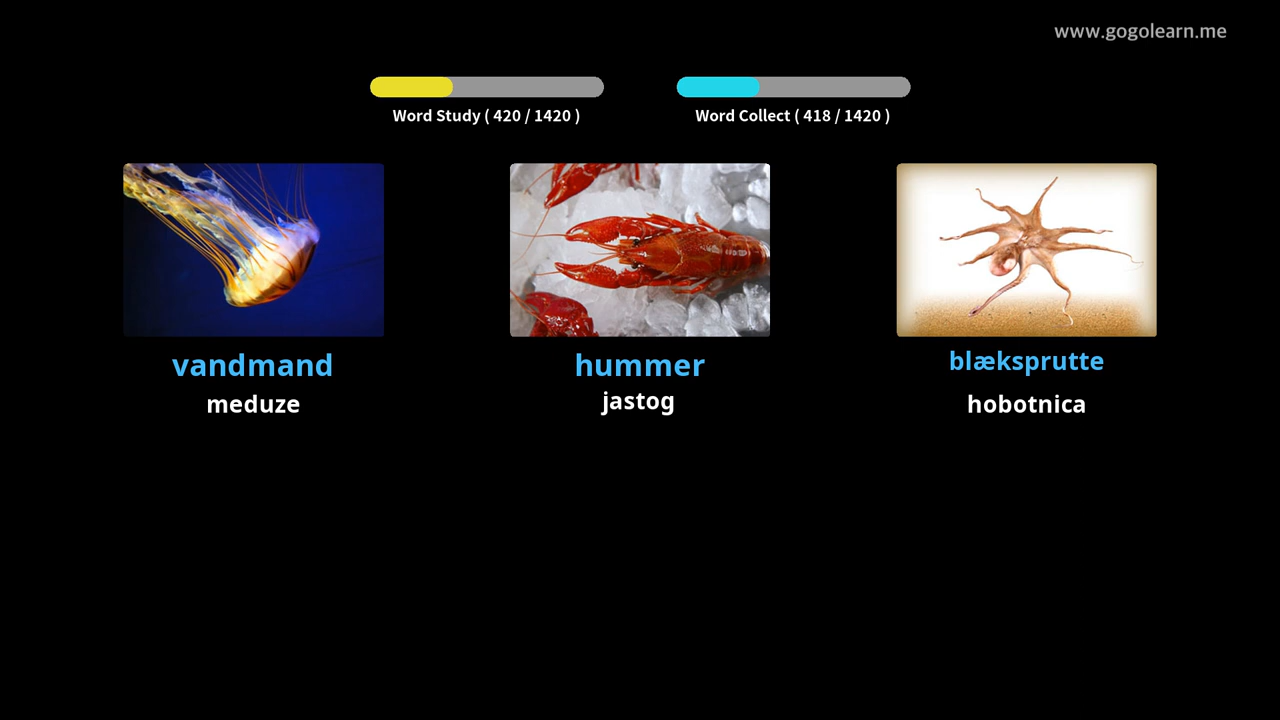 www.gogolearn.me
Word Study ( 420 / 1420 )
Word Collect ( 418 / 1420 )
vandmand
meduze
hummer
jastog
blæksprutte
hobotnica